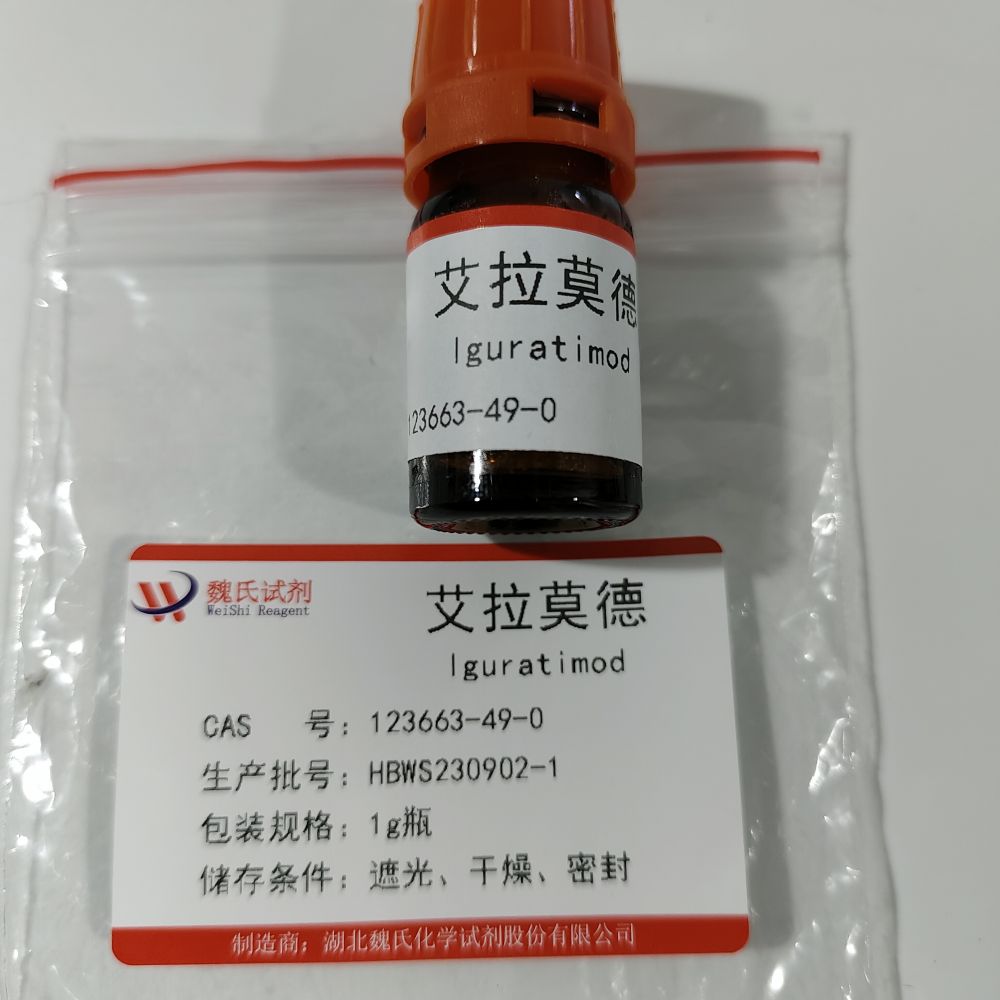 艾拉莫德
Iguratimod
123663-49-0
魏氏试剂
WeiShi Reagent
艾拉莫德
Iguratimod
CAS 号：123663-49-0
生产批号：HBWS230902-1
包装规格：1g瓶
储存条件：遮光、干燥、密封
制造商：湖北魏氏化学试剂股份有限公司